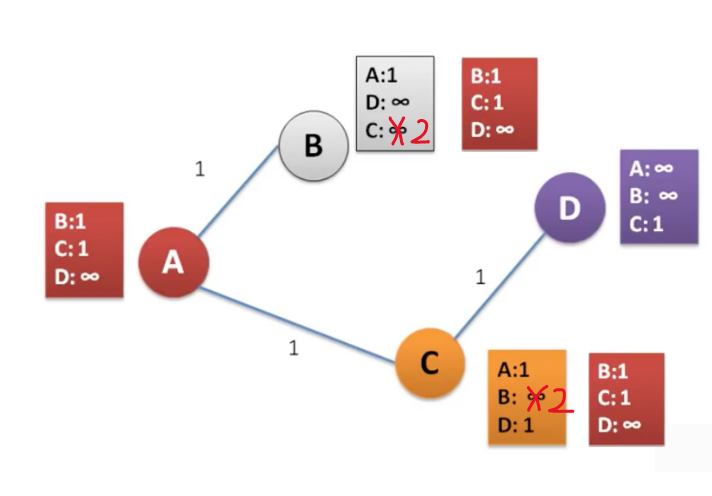 A:1
D: ∞
C: ∞ 2
B:1
C: 1
D: ∞
B
1
A: ∞
B: ∞
C: 1
D
B:1
C: 1
D: ∞
A
1
1
C
A:1
B: ∞ 2
D: 1
B:1
C: 1
D: ∞